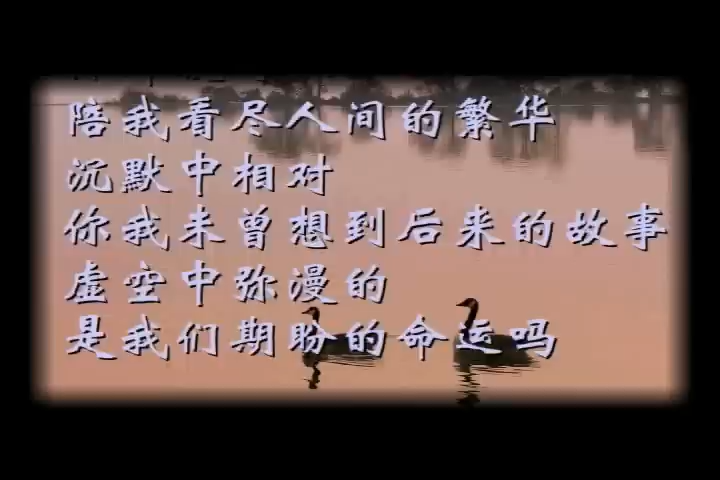 陪我看尽人间的繁华
沉默中相对
你我未曾想到后来的故事
虚空中弥漫的
是我们期盼的命运吗